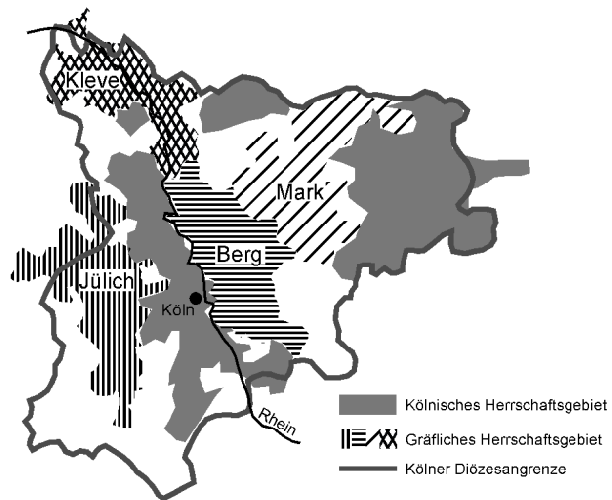 Kleve
Mark
Berg
Jülich
Köln
Rhein
Kölnisches Herrschaftsgebiet
Gräfliches Herrschaftsgebiet
Kölner Diözesangrenze